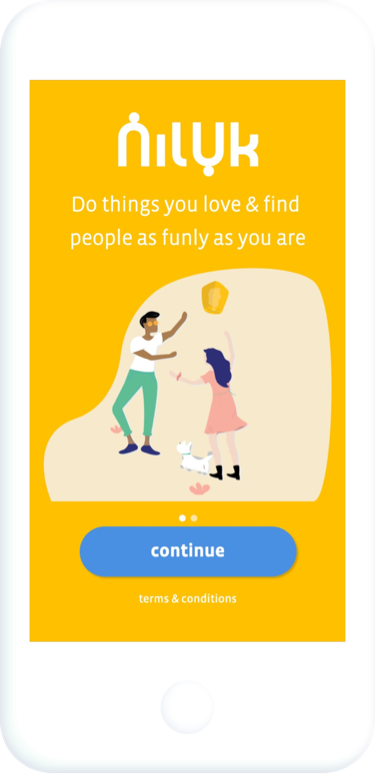 nilyk
Do things you love & find
people as funly as you are
continue
terms & conditions